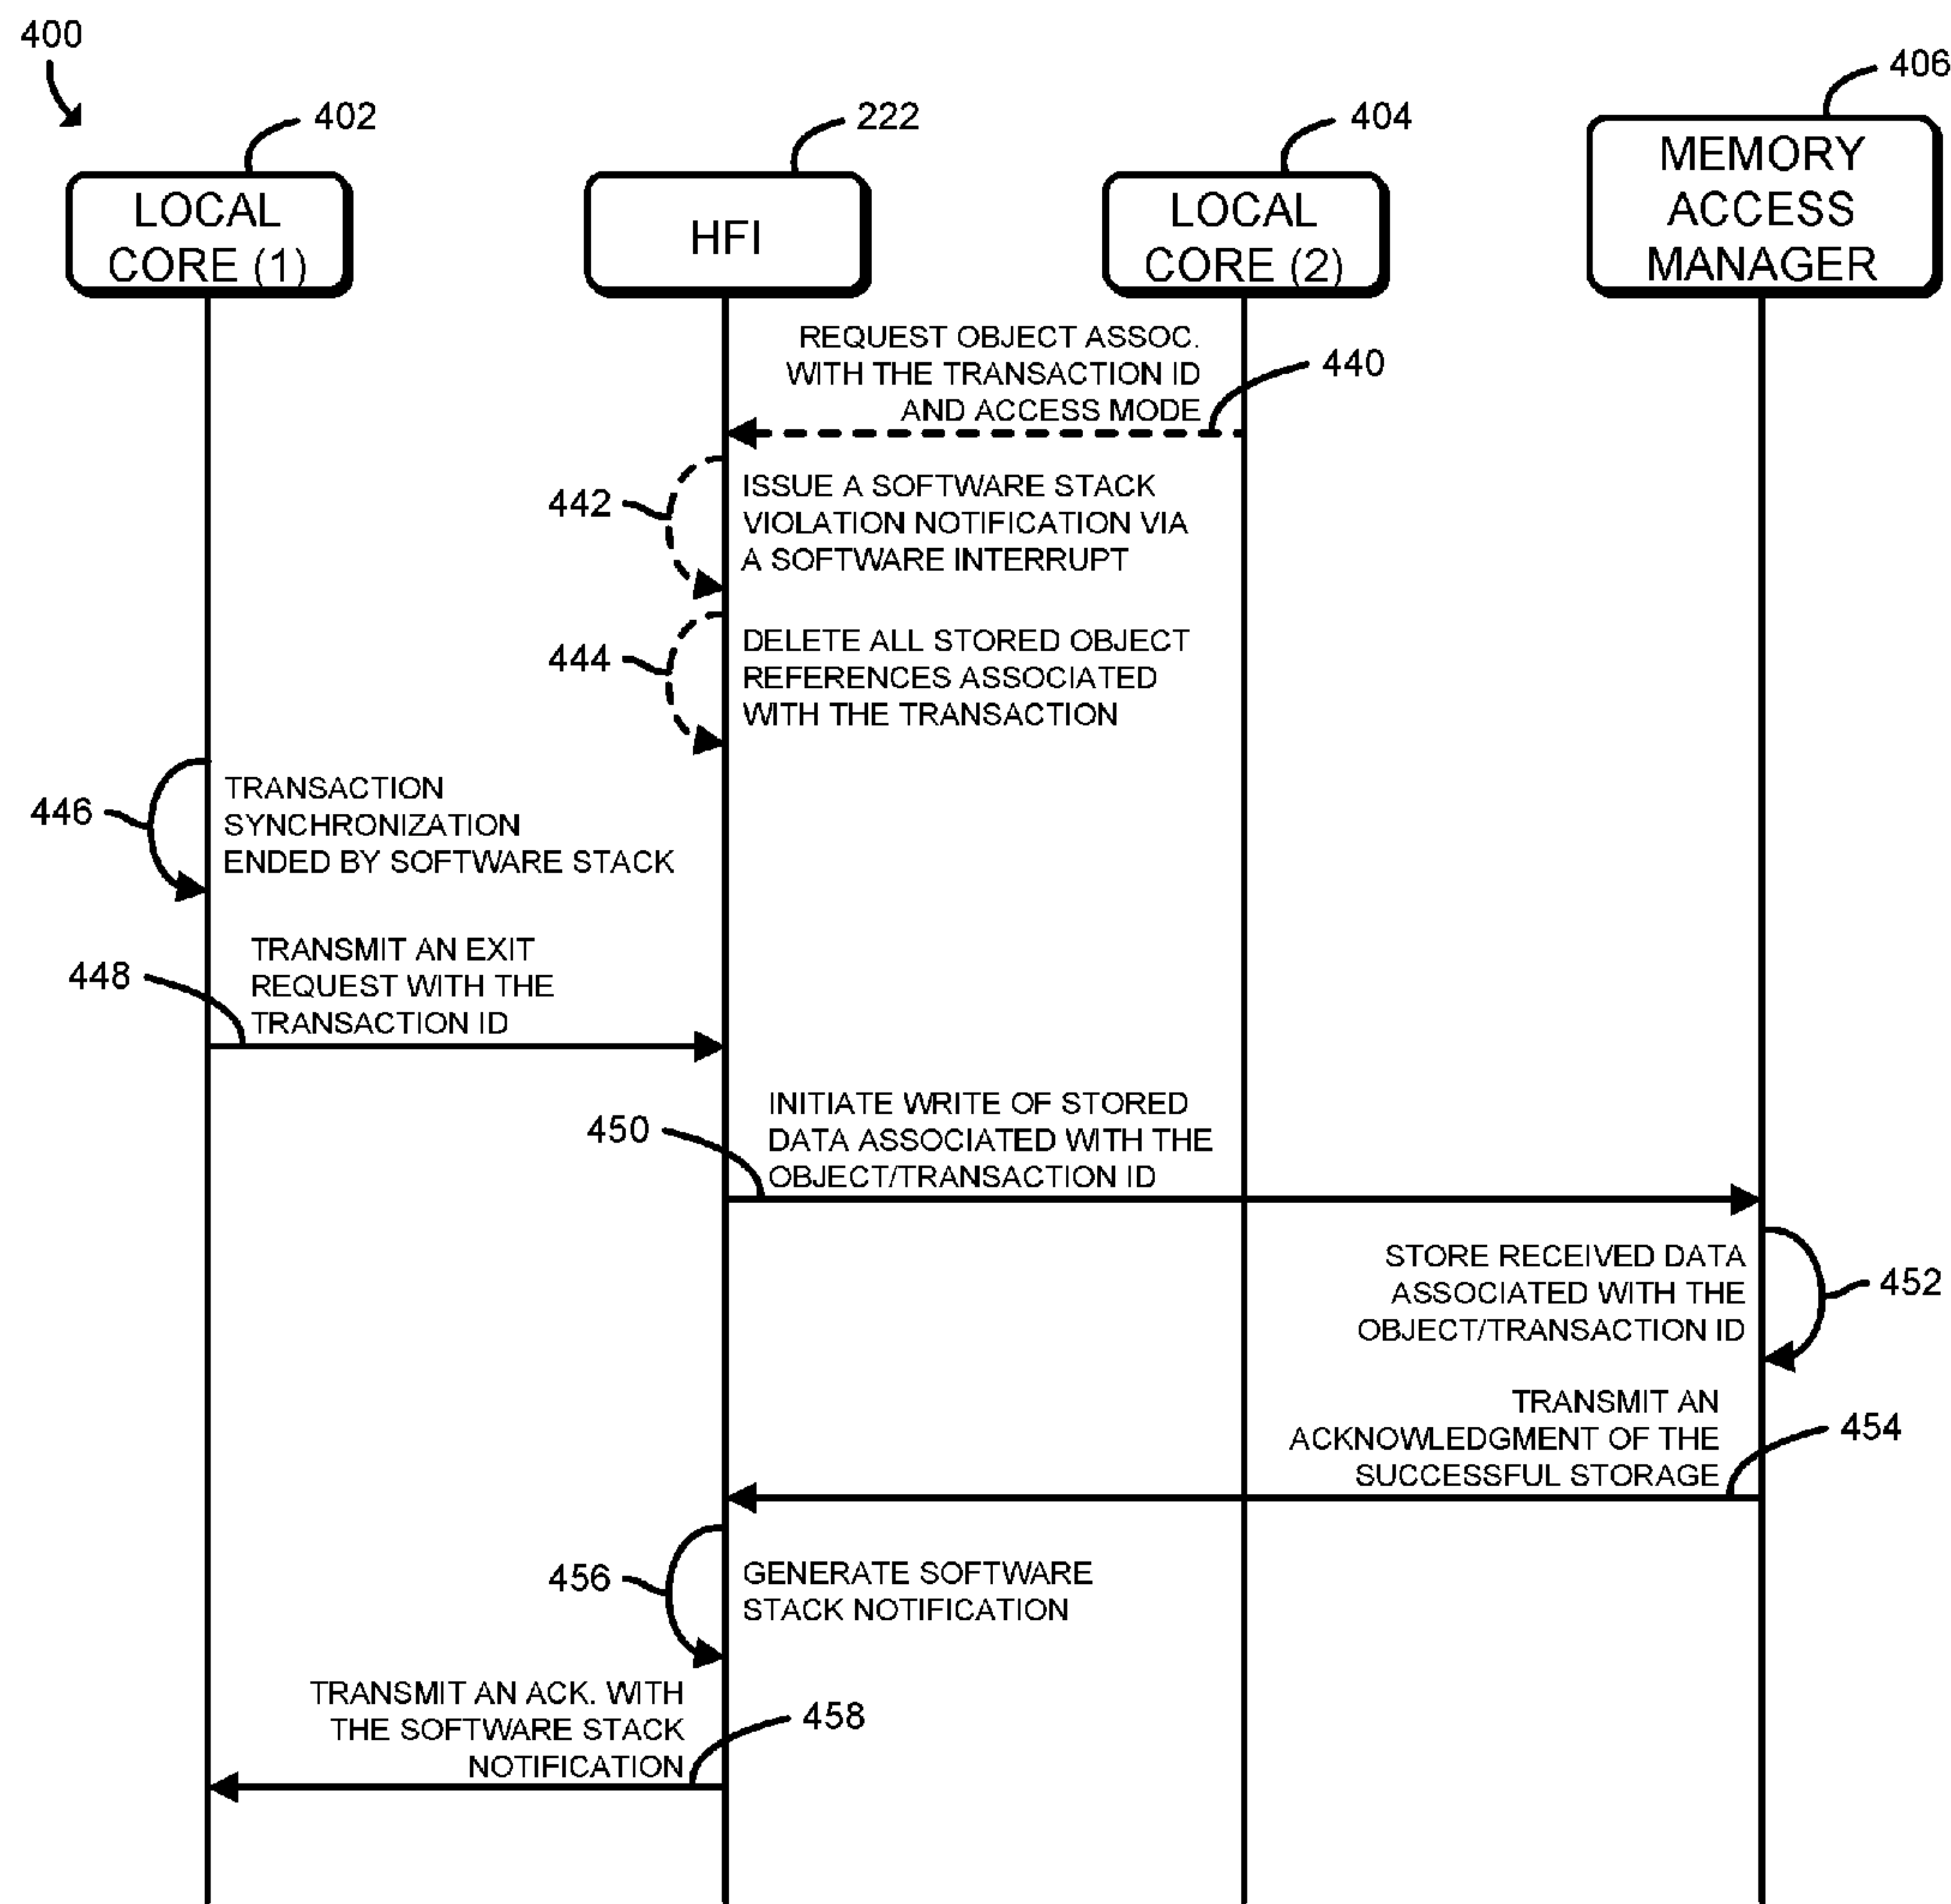 400
402
222
404
406
LOCAL
CORE (1)
HFI
LOCAL
CORE (2)
MEMORY
ACCESS
MANAGER
REQUEST OBJECT ASSOC.
WITH THE TRANSACTION ID
AND ACCESS MODE
440
442
ISSUE A SOFTWARE STACK
VIOLATION NOTIFICATION VIA
A SOFTWARE INTERRUPT
444
DELETE ALL STORED OBJECT
REFERENCES ASSOCIATED
WITH THE TRANSACTION
446
TRANSACTION
SYNCHRONIZATION
ENDED BY SOFTWARE STACK
448
TRANSMIT AN EXIT
REQUEST WITH THE
TRANSACTION ID
450
INITIATE WRITE OF STORED
DATA ASSOCIATED WITH THE
OBJECT/TRANSACTION ID
STORE RECEIVED DATA
ASSOCIATED WITH THE
OBJECT/TRANSACTION ID
452
TRANSMIT AN
ACKNOWLEDGMENT OF THE
SUCCESSFUL STORAGE
454
456
GENERATE SOFTWARE
STACK NOTIFICATION
TRANSMIT AN ACK. WITH
THE SOFTWARE STACK
NOTIFICATION
458